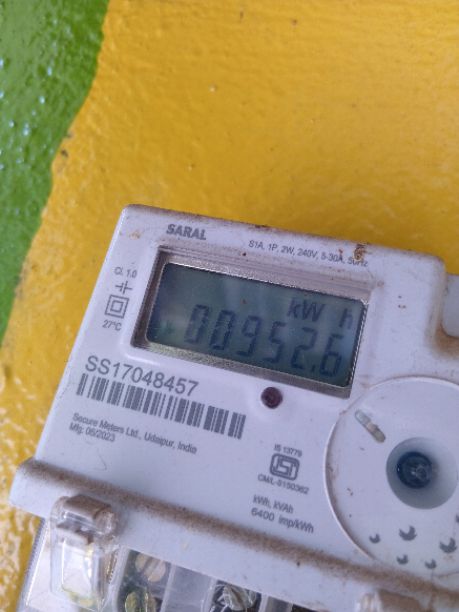 SARAL
S1A, 1P, 2W, 240V, 5-30A, 50Hz
Cl. 1.0
27°C
kW h
00952.6
SS17048457
Secure Meters Ltd., Udaipur, India
Mfg: 06/2023
IS 13779
CM/L-5150362
kWh, kVAh
6400 imp/kWh